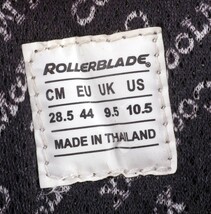 ROLLERBLADE®
CM EU UK US
28.5 44 9.5 10.5
MADE IN THAILAND